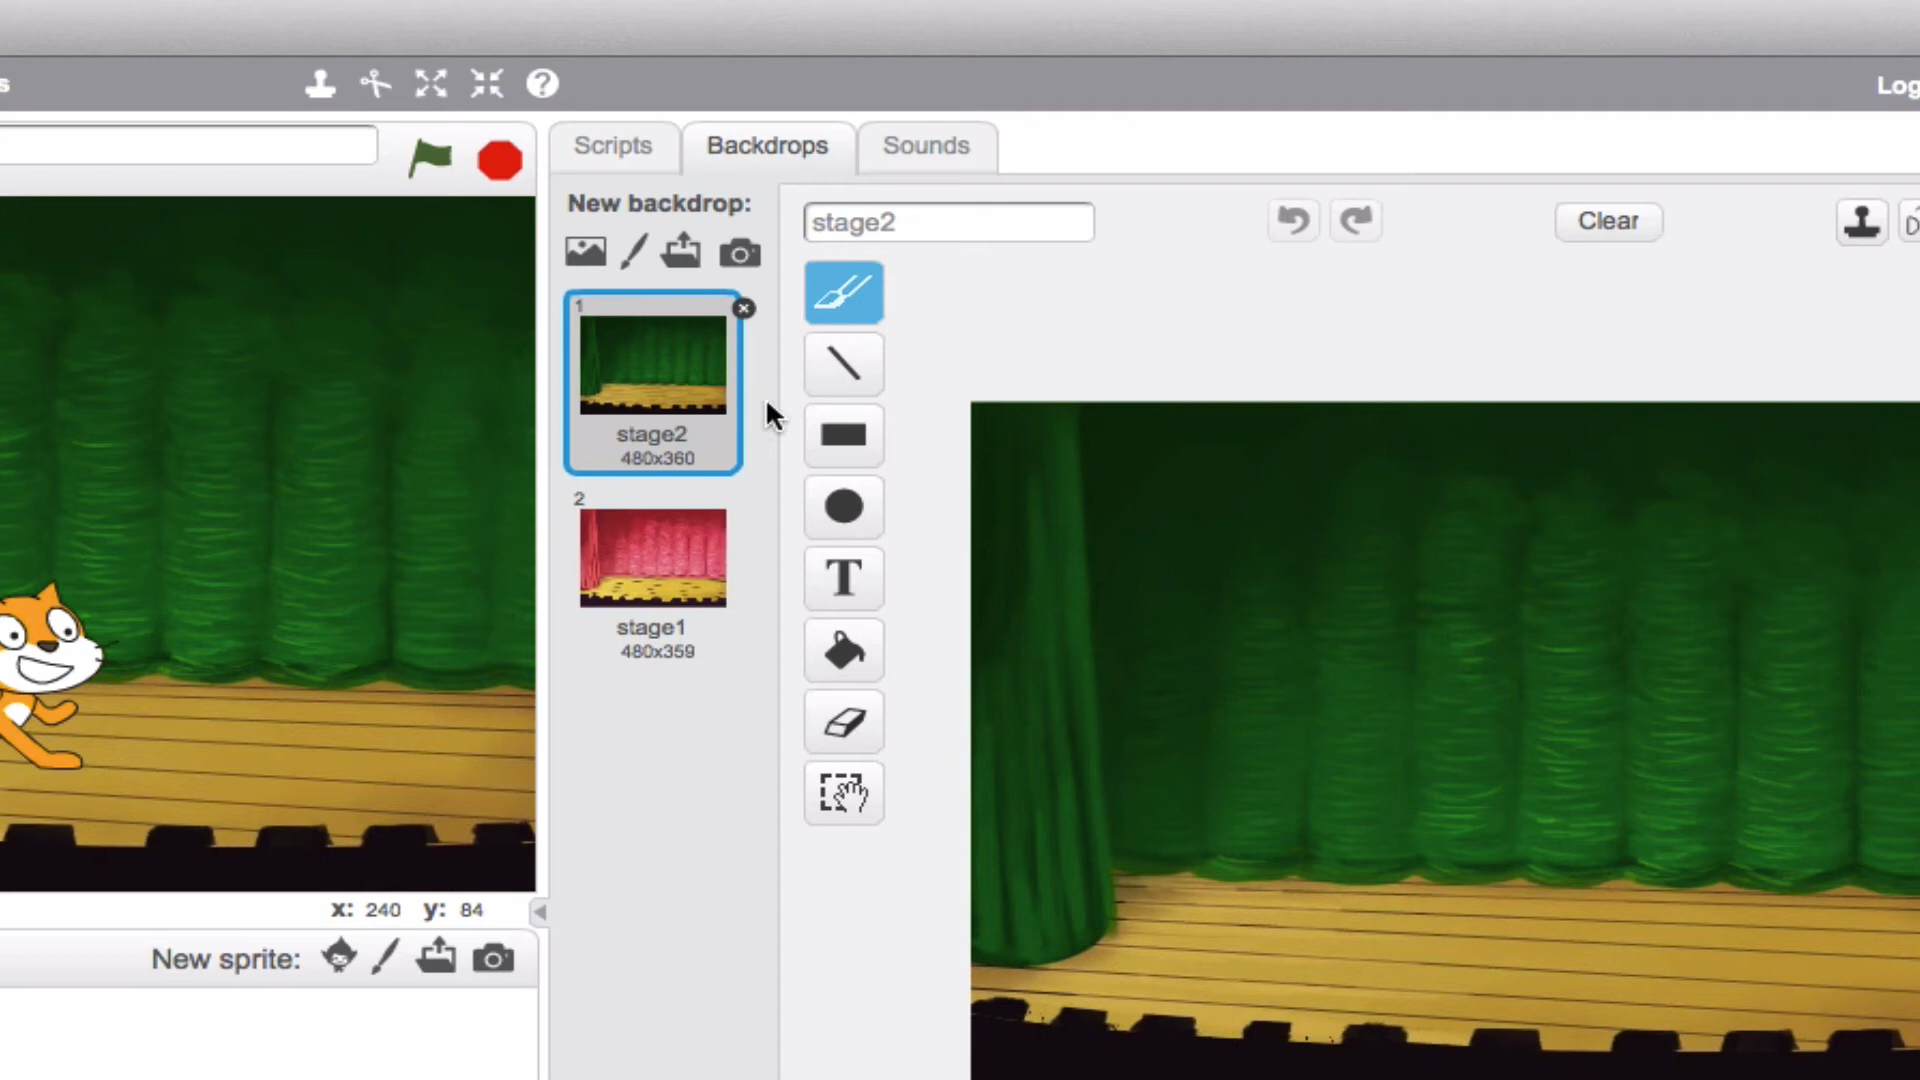 s
Log
Scripts
Backdrops
Sounds
New backdrop:
stage2
Clear
1
stage2
480x360
2
stage1
480x359
T
x: 240 y: 84
New sprite: